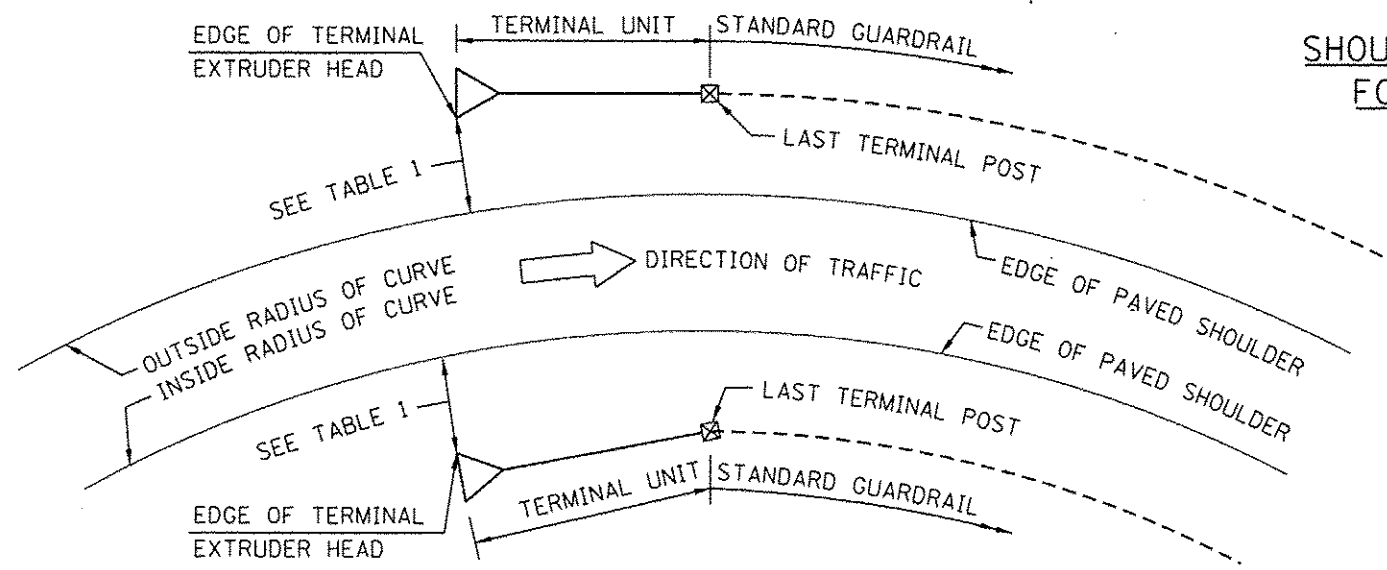 EDGE OF TERMINAL
EXTRUDER HEAD
TERMINAL UNIT
STANDARD GUARDRAIL
LAST TERMINAL POST
SEE TABLE 1
DIRECTION OF TRAFFIC
EDGE OF PAVED SHOULDER
OUTSIDE RADIUS OF CURVE
INSIDE RADIUS OF CURVE
EDGE OF PAVED SHOULDER
SEE TABLE 1
LAST TERMINAL POST
TERMINAL UNIT
STANDARD GUARDRAIL
EDGE OF TERMINAL
EXTRUDER HEAD
SHOU
FO